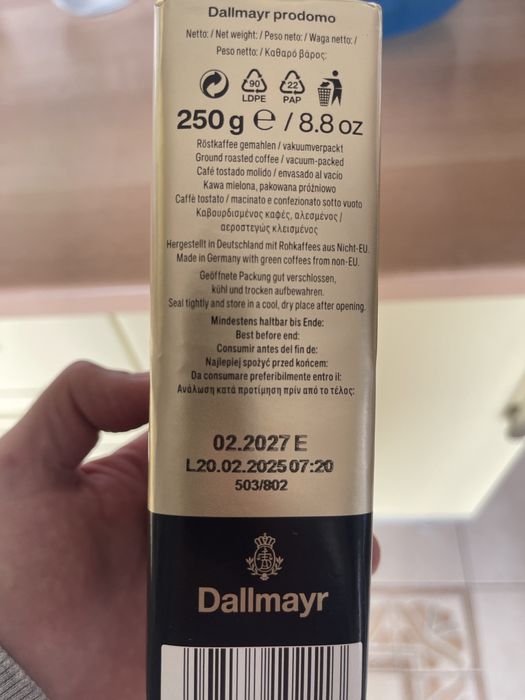 Dallmayr prodomo
Netto: / Net weight: / Peso neto: / Waga netto: /
Peso netto: / Καθαρό βάρος:
90 22
LDPE PAP
250 g e / 8.8 oz
Röstkaffee gemahlen / vakuumverpackt
Ground roasted coffee / vacuum-packed
Café tostado molido / envasado al vacío
Kawa mielona, pakowana próżniowo
Caffè tostato / macinato e confezionato sotto vuoto
Καβουρδισμένος καφές, αλεσμένος /
αεροστεγώς κλεισμένος
Hergestellt in Deutschland mit Rohkaffees aus Nicht-EU.
Made in Germany with green coffees from non-EU.
Geöffnete Packung gut verschlossen,
kühl und trocken aufbewahren.
Seal tightly and store in a cool, dry place after opening.
Mindestens haltbar bis Ende:
Best before end:
Consumir antes del fin de:
Najlepiej spożyć przed końcem:
Da consumare preferibilmente entro il:
Ανάλωση κατά προτίμηση πριν από το τέλος:
02.2027 E
L20.02.2025 07:20
503/802
Dallmayr